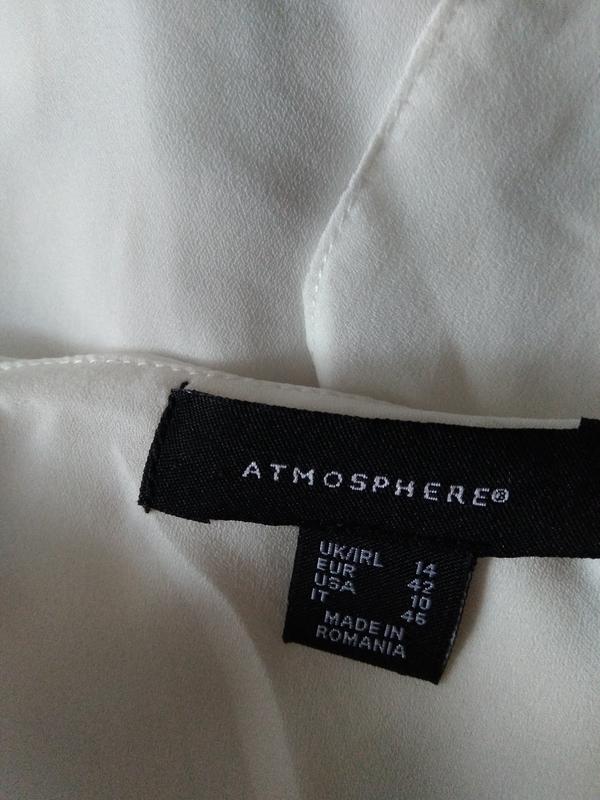 ATMOSPHERE®
UK/IRL 14
EUR 42
USA 10
IT 46
MADE IN
ROMANIA